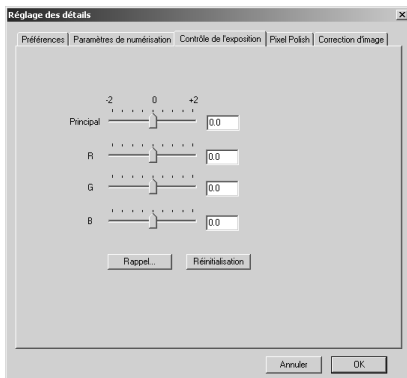 Réglage des détails
Préférences Paramètres de numérisation Contrôle de l'exposition Pixel Polish Correction d'image
-2 0 +2
Principal 0.0
R 0.0
G 0.0
B 0.0
Rappel... Réinitialisation
Annuler OK